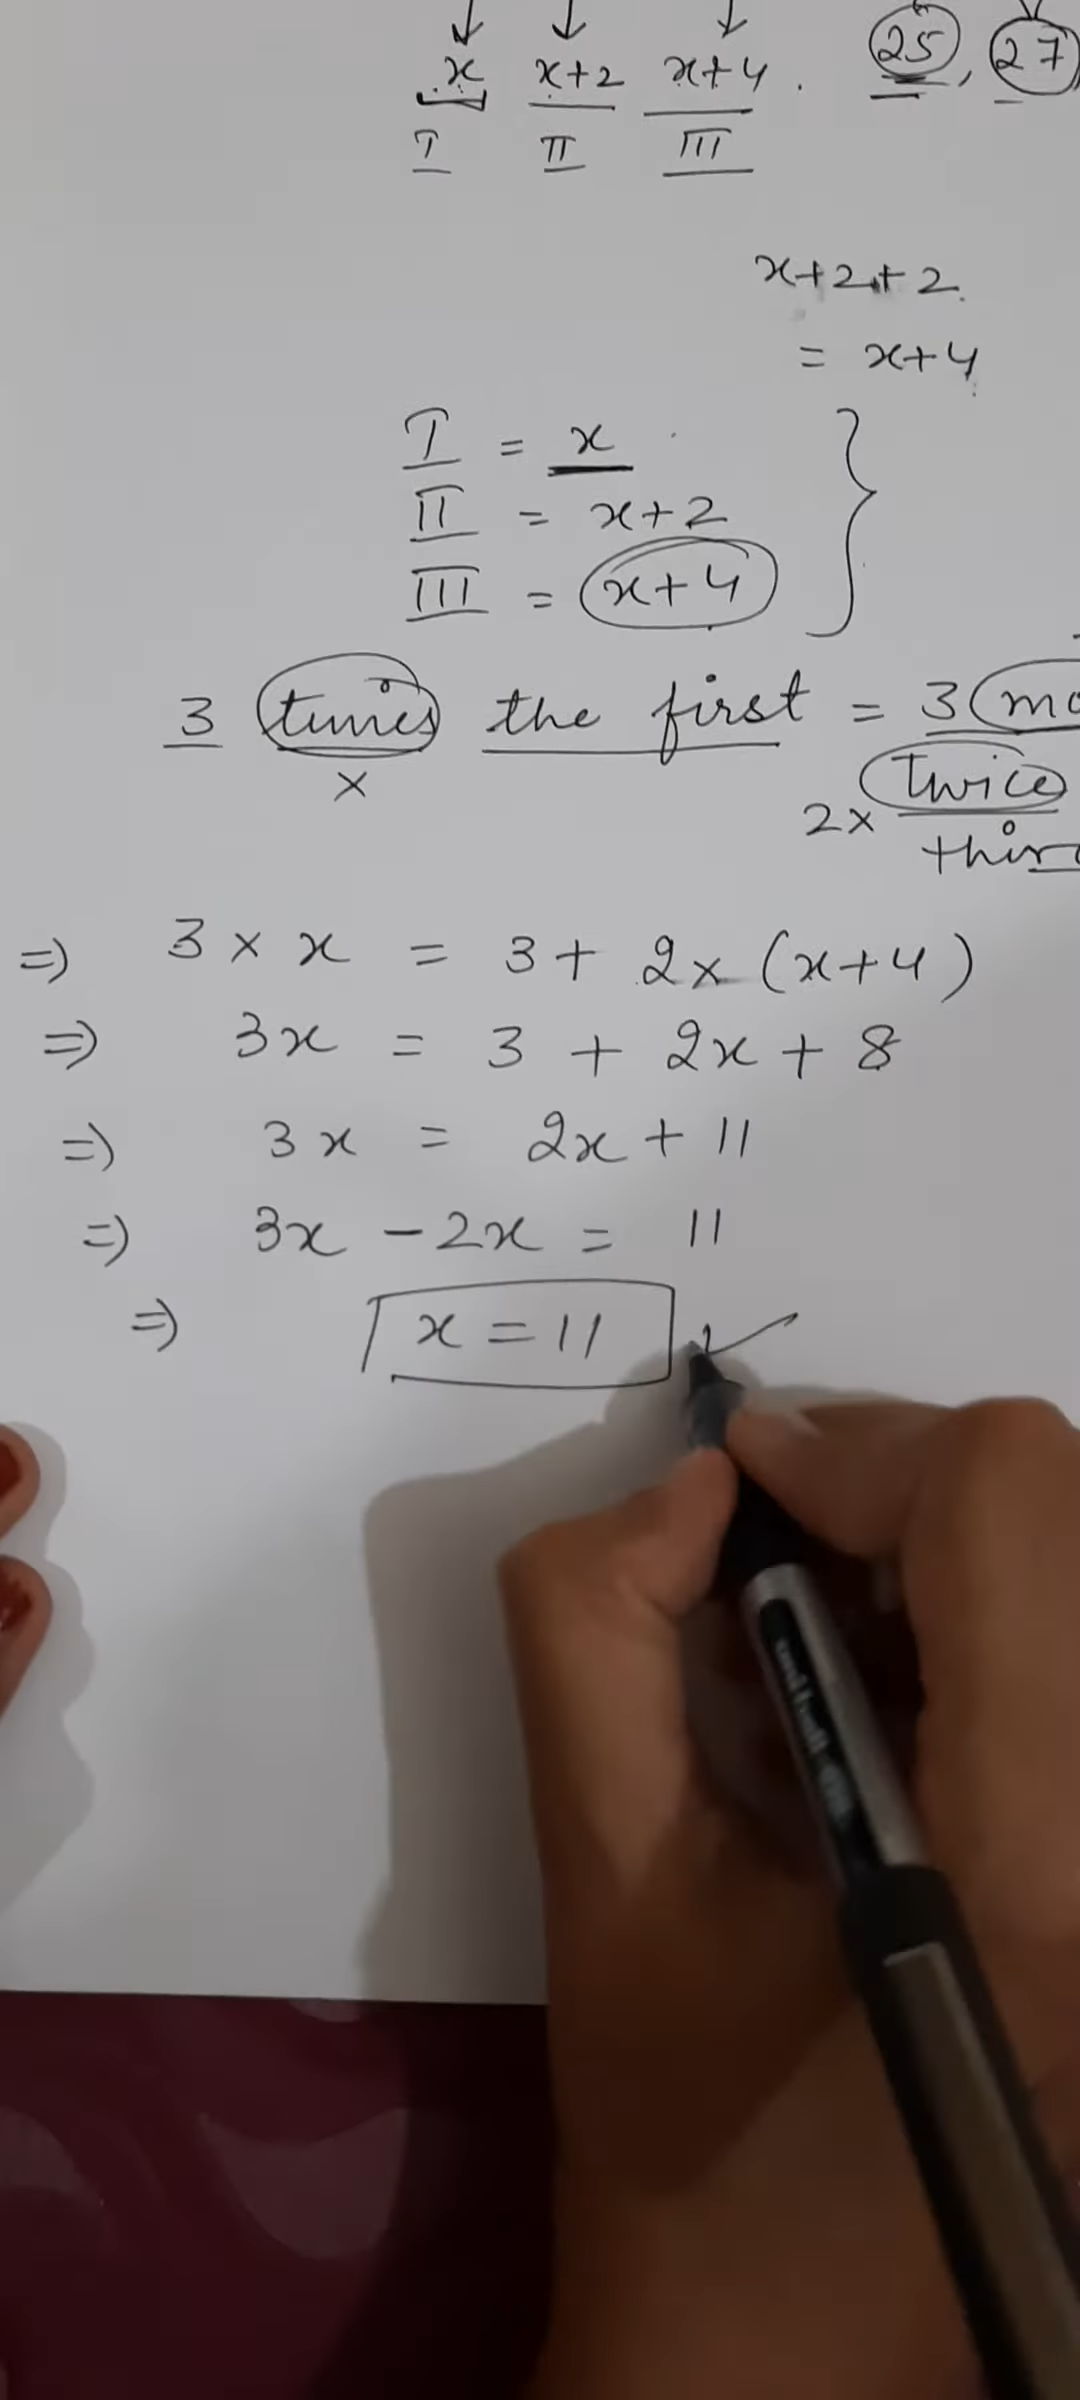 x x+2 x+4 . 25, 27
I II III
x+2+2
= x+4
I = x
II = x+2
III = x+4
3 times the first = 3
x twice
2x
=) 3 x x = 3 + 2x (x+4)
=) 3x = 3 + 2x + 8
=) 3x = 2x + 11
=) 3x - 2x = 11
=) x = 11